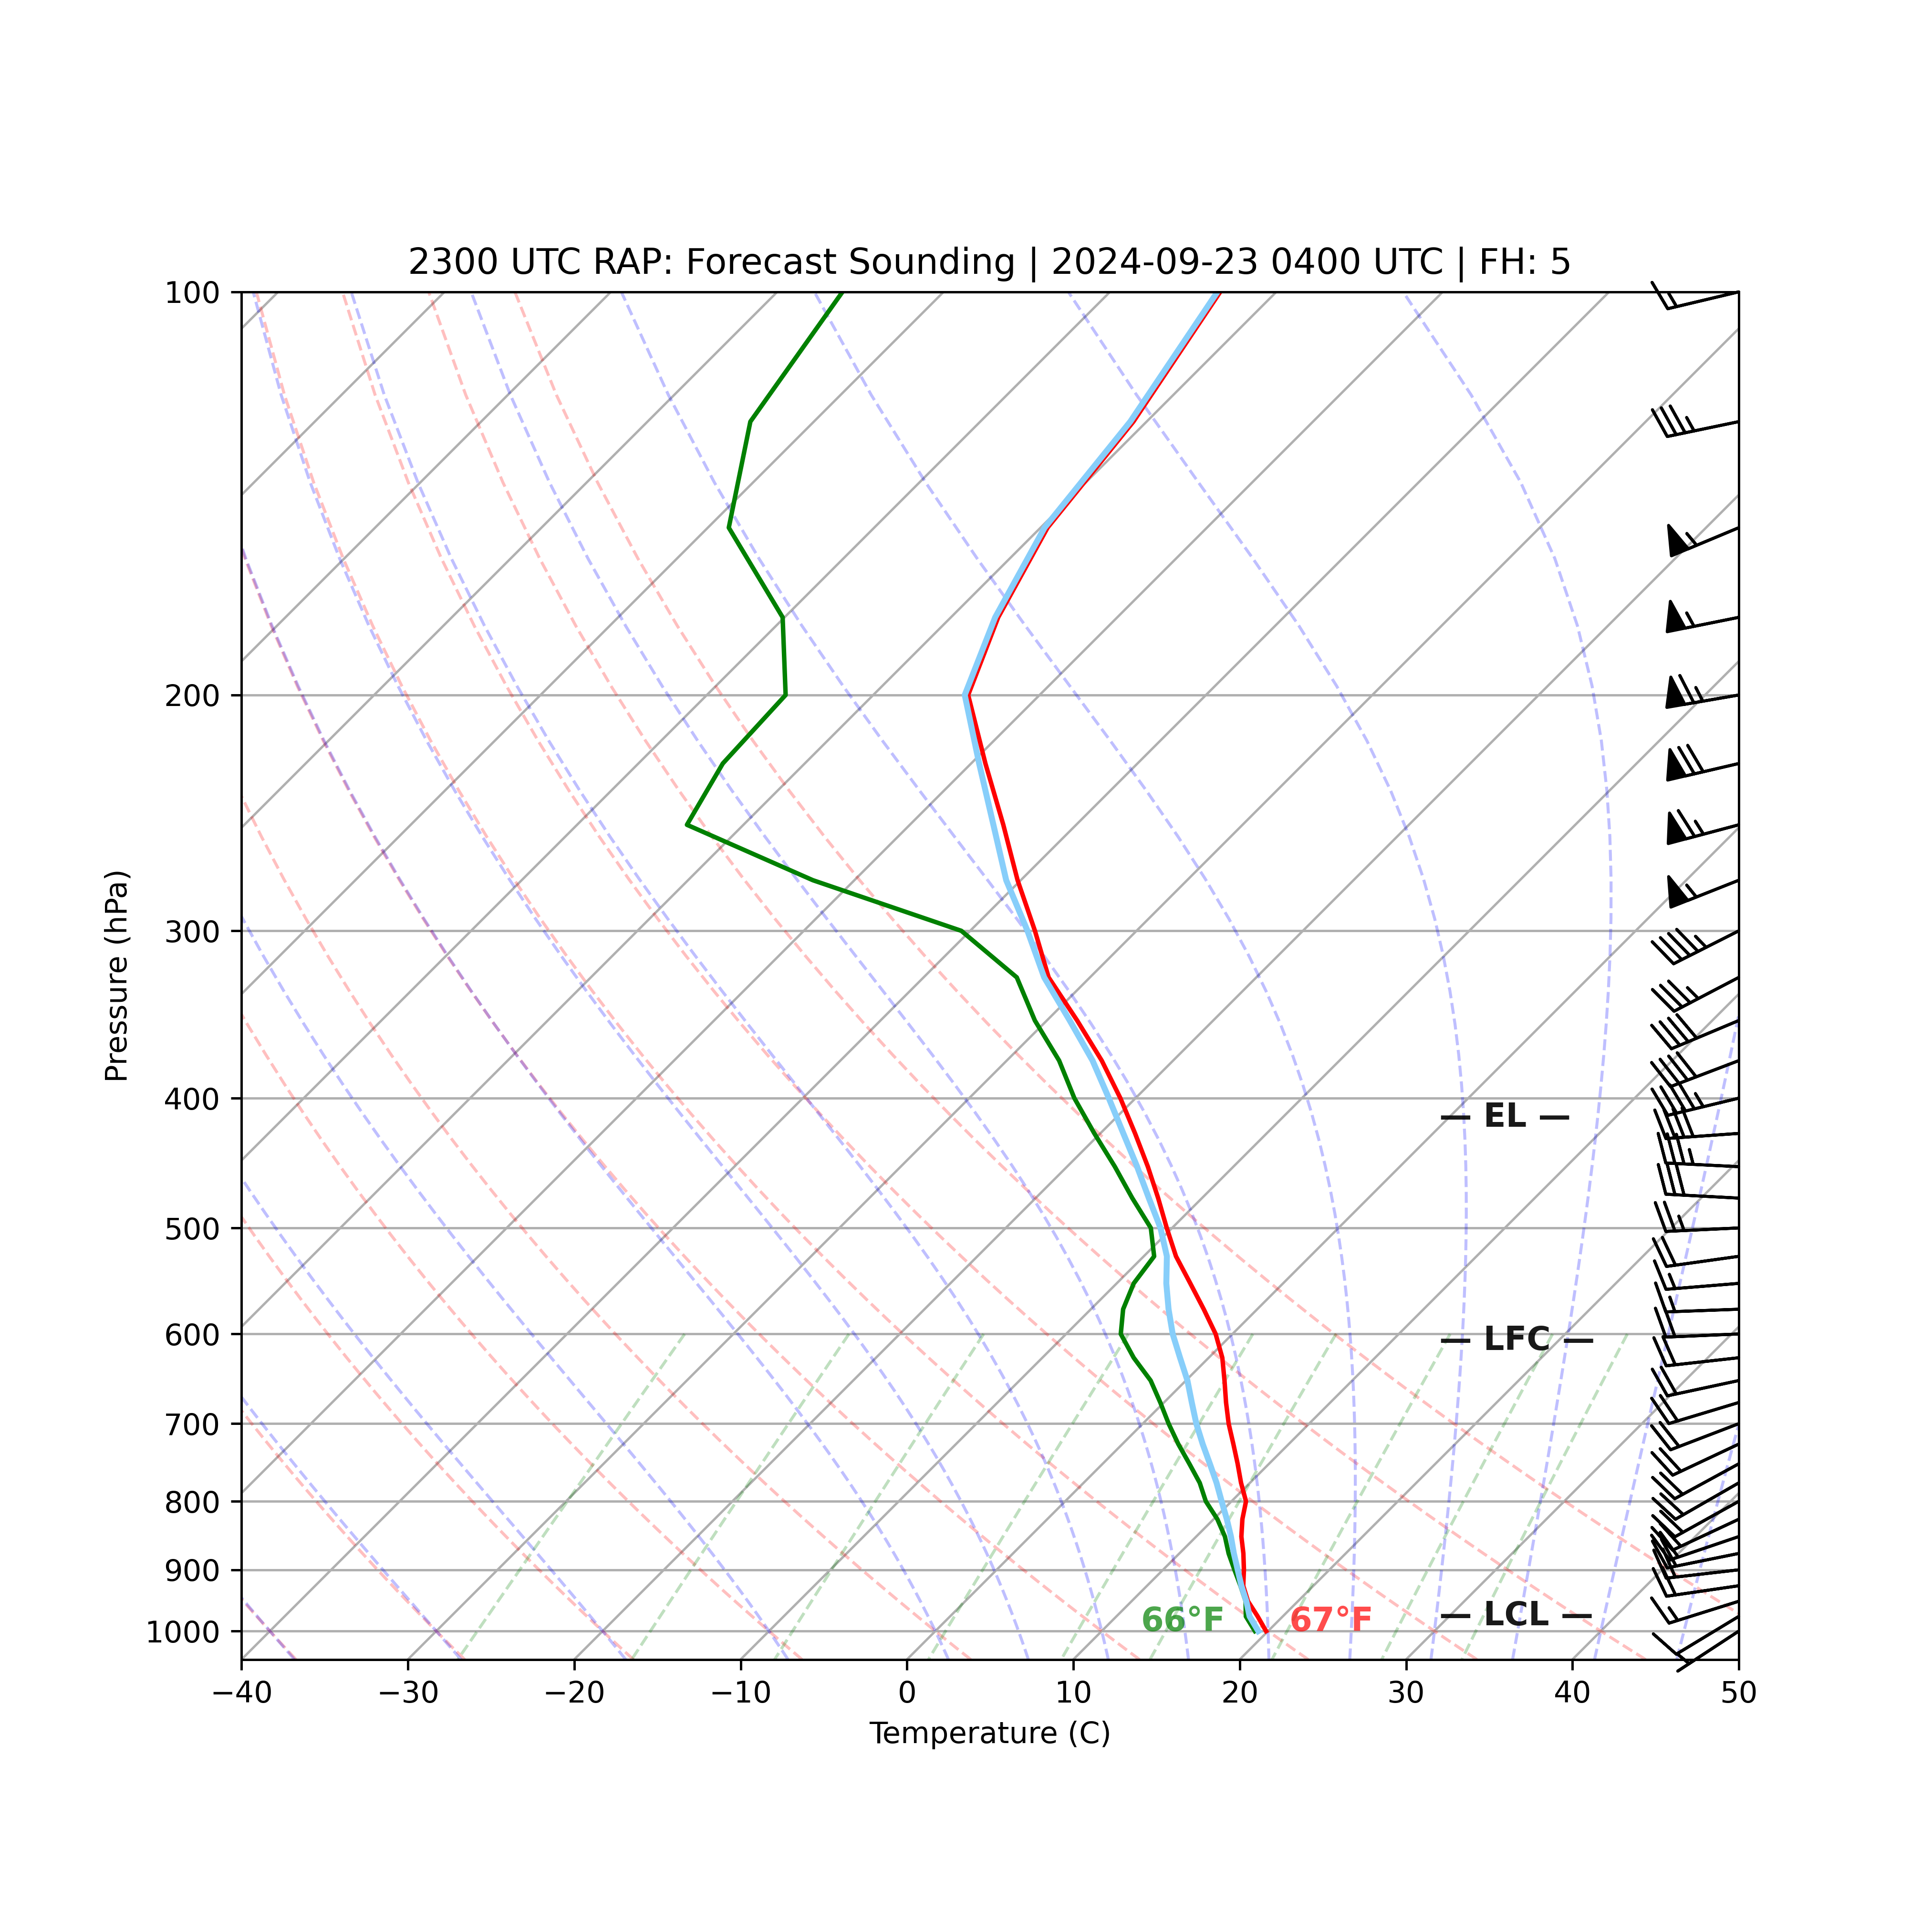 2300 UTC RAP: Forecast Sounding | 2024-09-23 0400 UTC | FH: 5
100
200
300
400
500
600
700
800
900
1000
Pressure (hPa)
— EL —
— LFC —
— LCL —
66°F
67°F
−40 −30 −20 −10 0 10 20 30 40 50
Temperature (C)